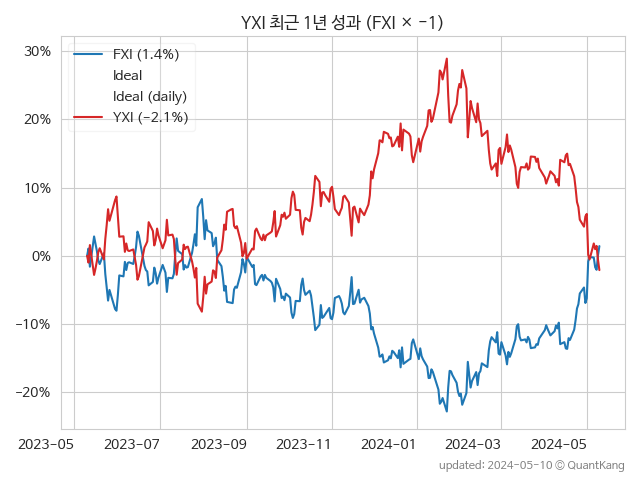 YXI 최근 1년 성과 (FXI × −1)
30%
20%
10%
0%
−10%
−20%
FXI (1.4%)
Ideal
Ideal (daily)
YXI (−2.1%)
2023-05 2023-07 2023-09 2023-11 2024-01 2024-03 2024-05
updated: 2024-05-10 © QuantKang